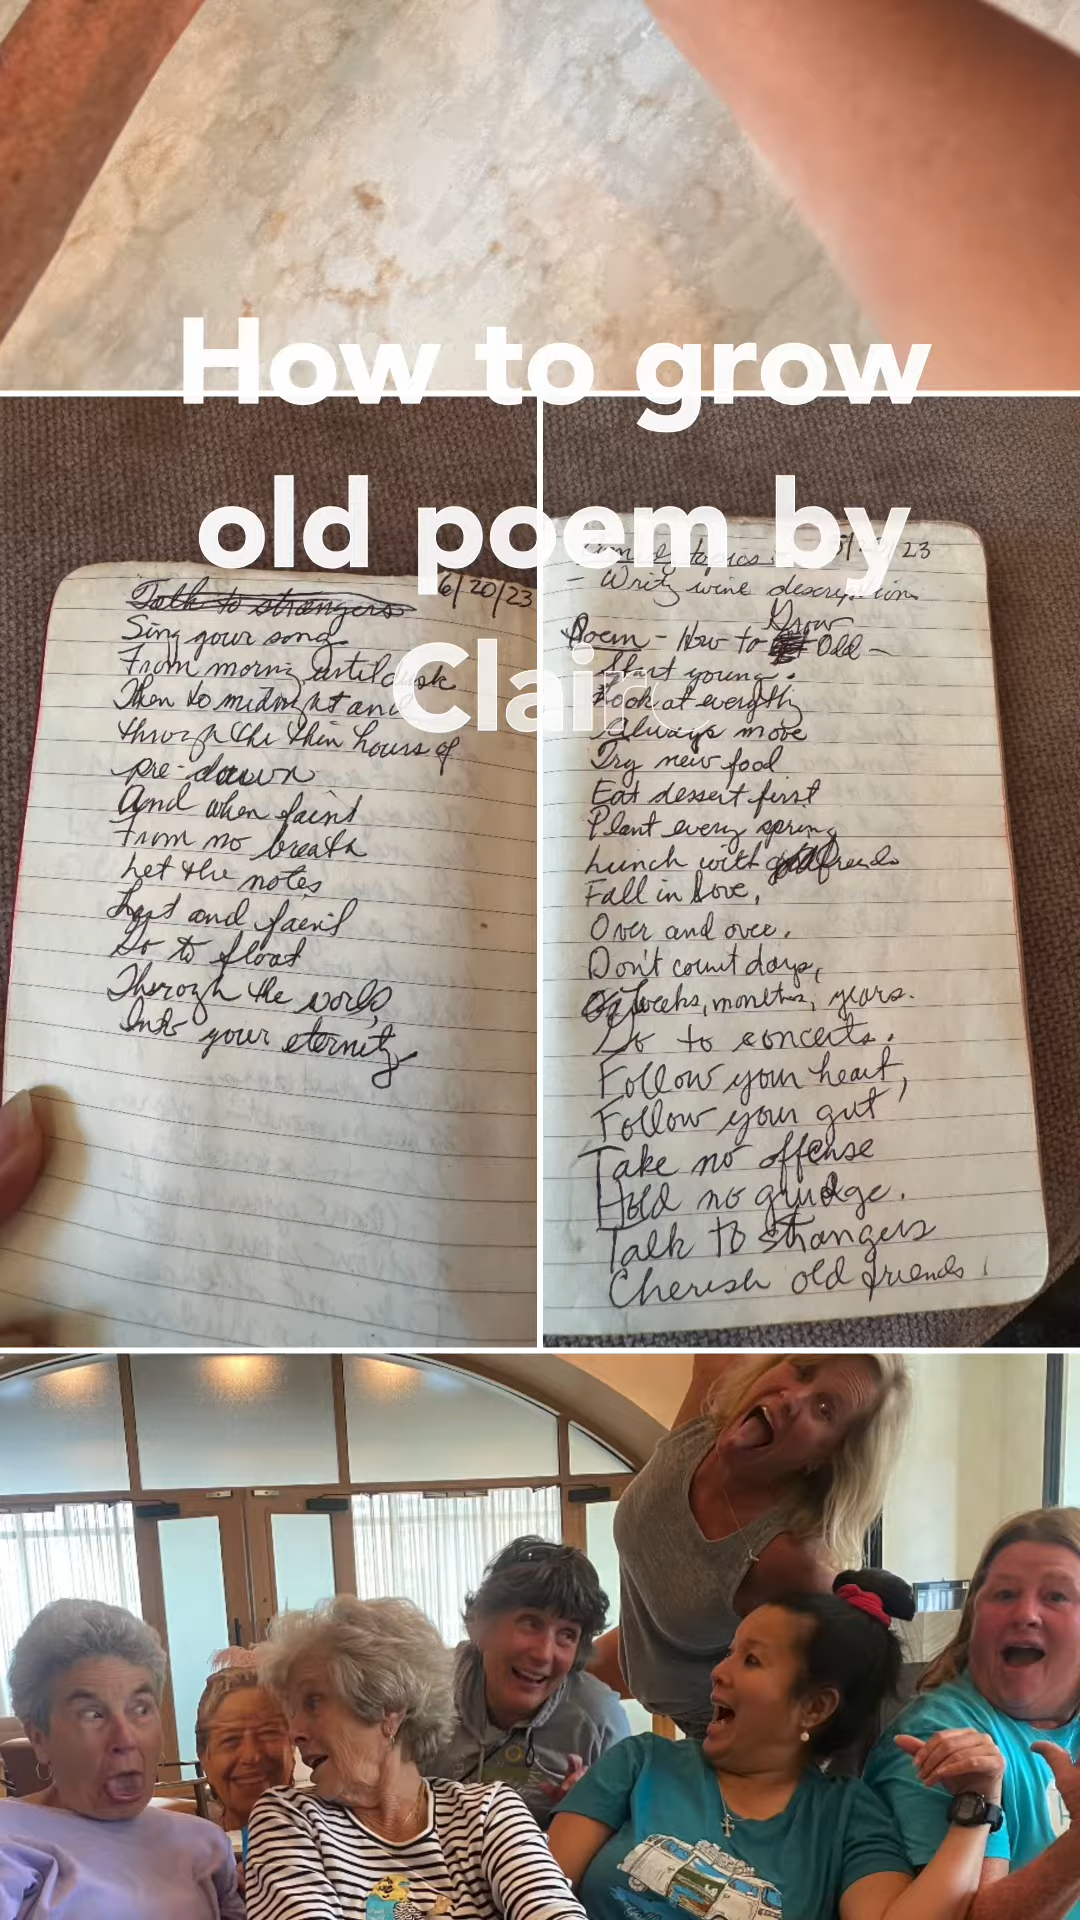 How to grow
old poem by
Claire
6/20/23
Talk to strangers
Sing your song
From morning until dusk
Then to midnight and
through the thin hours of
pre-dawn
And when faint
From no breath
Let the notes
Last and faint
Go to float
Through the world,
Into your eternity
23
- Write wine descriptions
Grow
Poem - How to Old -
Start young.
Look at everything
Always move
Try new food
Eat dessert first
Plant every spring
Lunch with friends
Fall in love,
Over and over.
Don't count days,
weeks, months, years.
Go to concerts.
Follow your heart,
Follow your gut
Take no offense
Hold no grudge.
Talk to strangers
Cherish old friends!